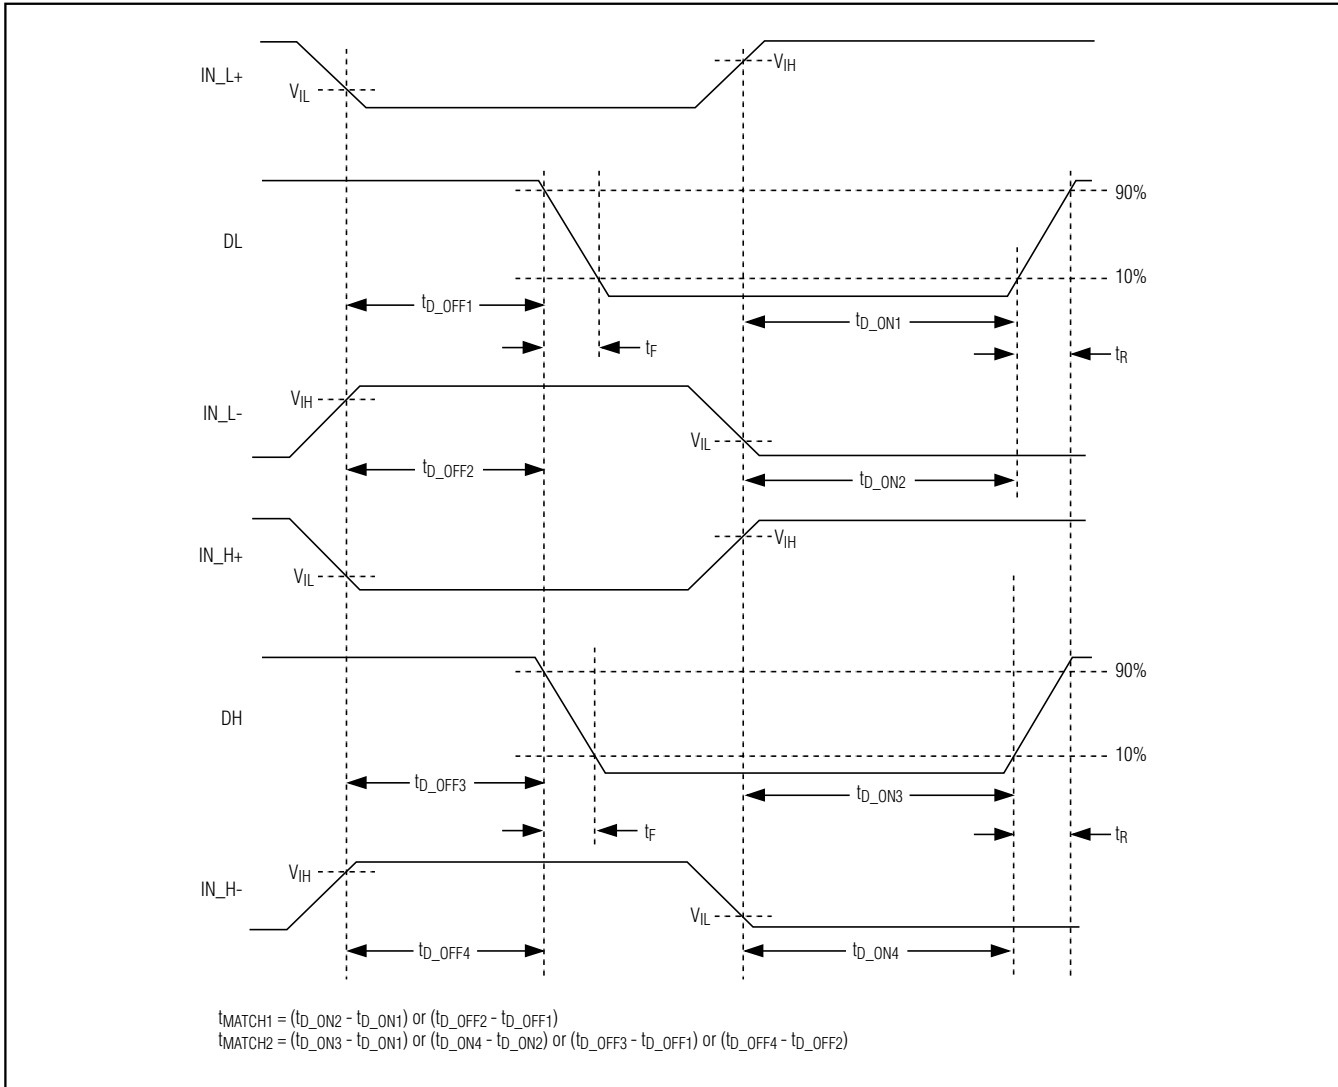 IN_L+
VIL
VIH
DL
90%
10%
tD_OFF1
tD_ON1
tF
tR
IN_L-
VIH
VIL
tD_OFF2
tD_ON2
IN_H+
VIL
VIH
DH
90%
10%
tD_OFF3
tD_ON3
tF
tR
IN_H-
VIH
VIL
tD_OFF4
tD_ON4
tMATCH1 = (tD_ON2 - tD_ON1) or (tD_OFF2 - tD_OFF1)
tMATCH2 = (tD_ON3 - tD_ON1) or (tD_ON4 - tD_ON2) or (tD_OFF3 - tD_OFF1) or (tD_OFF4 - tD_OFF2)